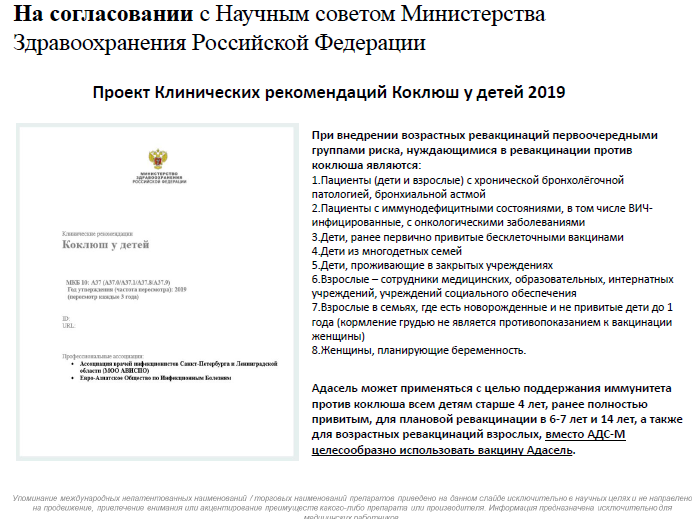 На согласовании с Научным советом Министерства
Здравоохранения Российской Федерации
Проект Клинических рекомендаций Коклюш у детей 2019
МИНИСТЕРСТВО
ЗДРАВООХРАНЕНИЯ
РОССИЙСКОЙ ФЕДЕРАЦИИ
Клинические рекомендации
Коклюш у детей
МКБ 10: А37 (А37.0/А37.1/А37.8/А37.9)
Год утверждения (частота пересмотра): 2019
(пересмотр каждые 3 года)
ID:
URL:
Профессиональные ассоциации:
• Ассоциация врачей инфекционистов Санкт-Петербурга и Ленинградской
области (МОО АВИСПО)
• Евро-Азиатское Общество по Инфекционным Болезням
При внедрении возрастных ревакцинаций первоочередными
группами риска, нуждающимися в ревакцинации против
коклюша являются:
1.Пациенты (дети и взрослые) с хронической бронхолёгочной
патологией, бронхиальной астмой
2.Пациенты с иммунодефицитными состояниями, в том числе ВИЧ-
инфицированные, с онкологическими заболеваниями
3.Дети, ранее первично привитые бесклеточными вакцинами
4.Дети из многодетных семей
5.Дети, проживающие в закрытых учреждениях
6.Взрослые – сотрудники медицинских, образовательных, интернатных
учреждений, учреждений социального обеспечения
7.Взрослые в семьях, где есть новорожденные и не привитые дети до 1
года (кормление грудью не является противопоказанием к вакцинации
женщины)
8.Женщины, планирующие беременность.
Адасель может применяться с целью поддержания иммунитета
против коклюша всем детям старше 4 лет, ранее полностью
привитым, для плановой ревакцинации в 6-7 лет и 14 лет, а также
для возрастных ревакцинаций взрослых, вместо АДС-М
целесообразно использовать вакцину Адасель.
Упоминание международных непатентованных наименований / торговых наименований препаратов приведено на данном слайде исключительно в научных целях и не направлено
на продвижение, привлечение внимания или акцентирование преимуществ какого-либо препарата или производителя. Информация предназначена исключительно для
медицинских работников